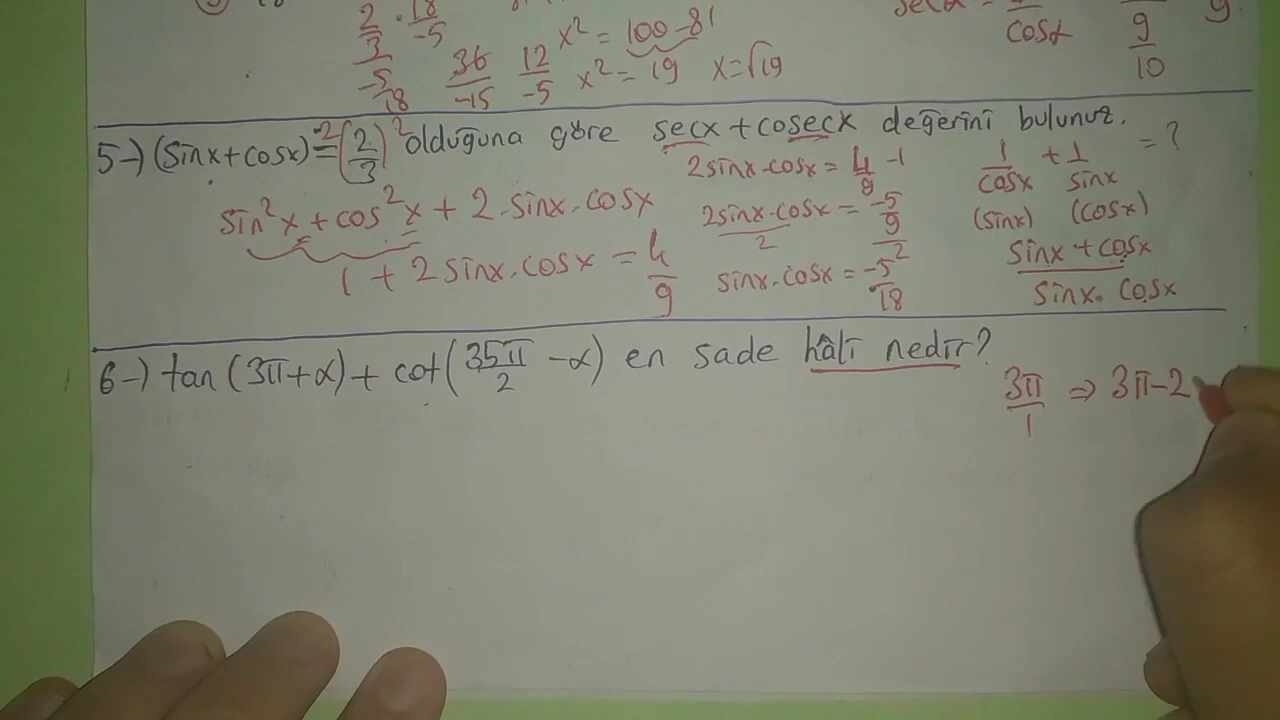 2/3 · 18/-5
2/3 / -5/18
36/-15 12/-5
x² = 100-81
x² = 19 x=√19
cosα
9/10
9
5-) (sinx+cosx)²=(2/3)² olduğuna göre secx+cosecx değerini bulunuz.
sin²x+cos²x+2.sinx.cosx
1+2sinx.cosx = 4/9
2sinx.cosx = 4/9 -1
2sinx.cosx/2 = -5/9/2
sinx.cosx = -5/18
1/cosx + 1/sinx = ?
(sinx) (cosx)
sinx+cosx/sinx.cosx
6-) tan(3π+α)+cot(35π/2 -α) en sade hâli nedir?
3π/1 ⇒ 3π-2